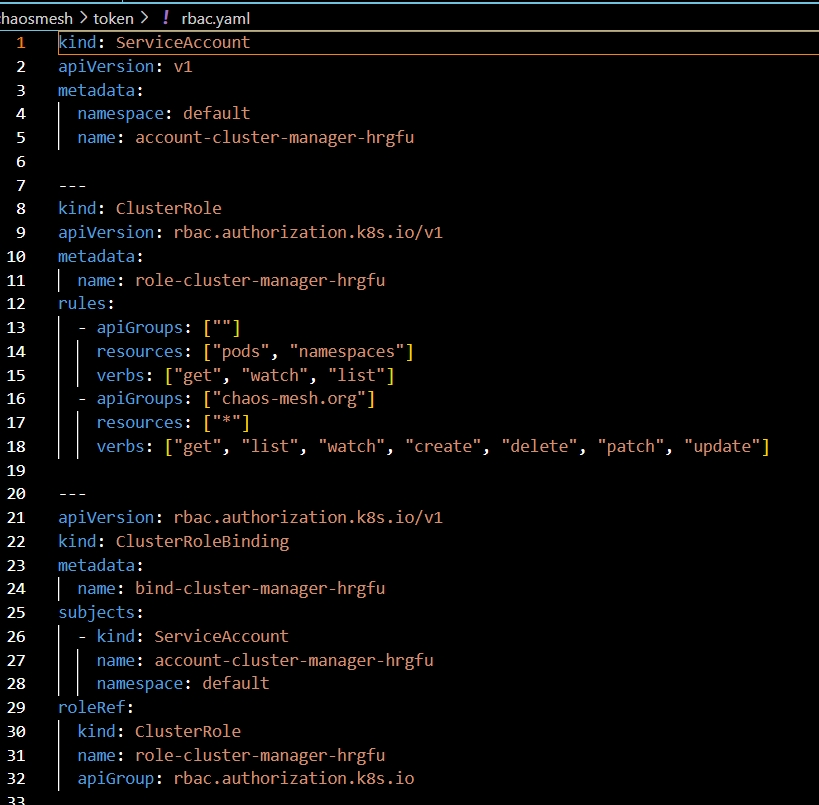 chaosmesh > token > ! rbac.yaml
1 kind: ServiceAccount
2 apiVersion: v1
3 metadata:
4   namespace: default
5   name: account-cluster-manager-hrgfu
6
7 ---
8 kind: ClusterRole
9 apiVersion: rbac.authorization.k8s.io/v1
10 metadata:
11   name: role-cluster-manager-hrgfu
12 rules:
13   - apiGroups: [""]
14     resources: ["pods", "namespaces"]
15     verbs: ["get", "watch", "list"]
16   - apiGroups: ["chaos-mesh.org"]
17     resources: ["*"]
18     verbs: ["get", "list", "watch", "create", "delete", "patch", "update"]
19
20 ---
21 apiVersion: rbac.authorization.k8s.io/v1
22 kind: ClusterRoleBinding
23 metadata:
24   name: bind-cluster-manager-hrgfu
25 subjects:
26   - kind: ServiceAccount
27     name: account-cluster-manager-hrgfu
28     namespace: default
29 roleRef:
30   kind: ClusterRole
31   name: role-cluster-manager-hrgfu
32   apiGroup: rbac.authorization.k8s.io
33